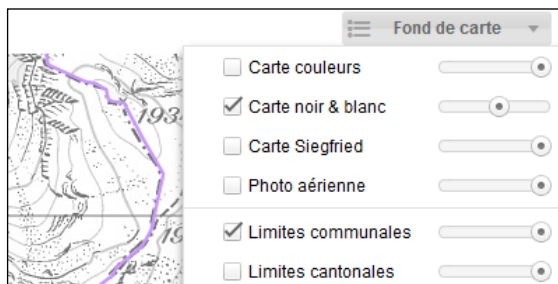 Fond de carte
Carte couleurs
Carte noir & blanc
Carte Siegfried
Photo aérienne
Limites communales
Limites cantonales